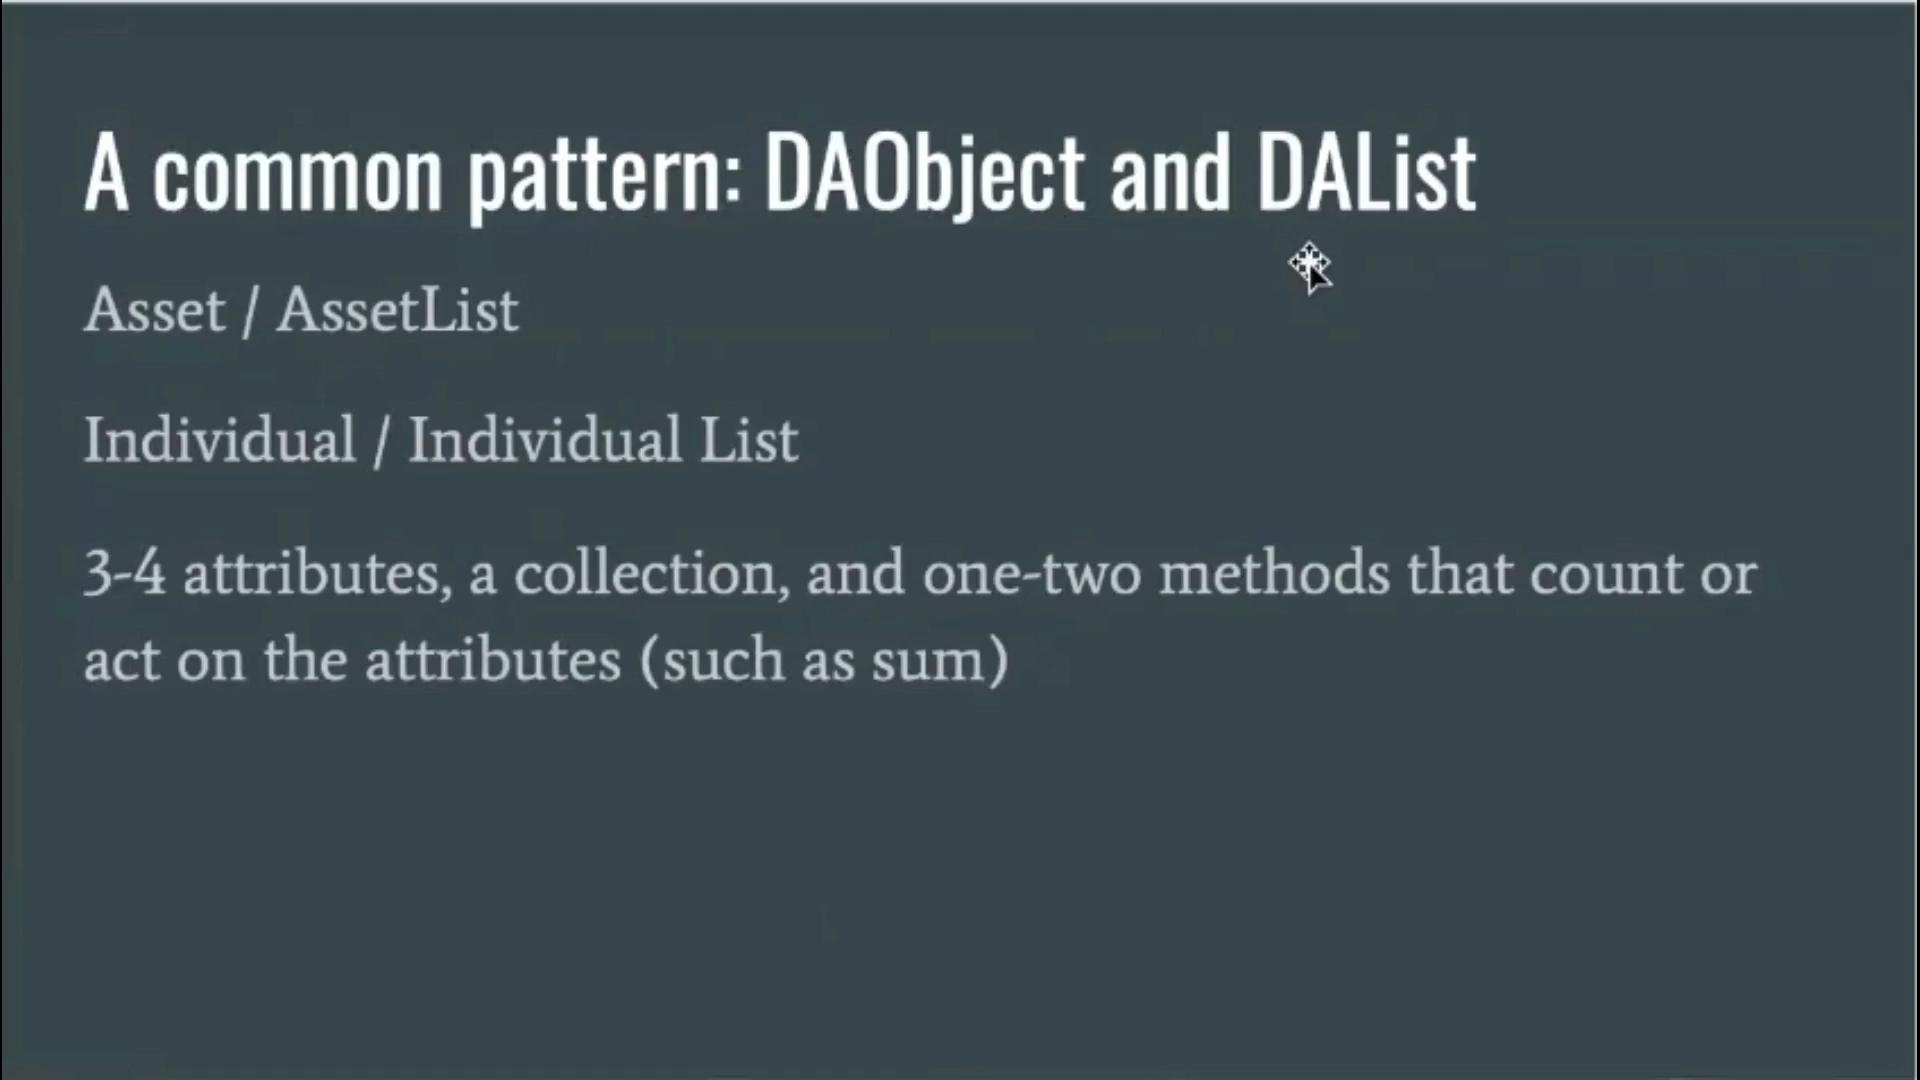 A common pattern: DAObject and DAList
Asset / AssetList
Individual / Individual List
3-4 attributes, a collection, and one-two methods that count or
act on the attributes (such as sum)